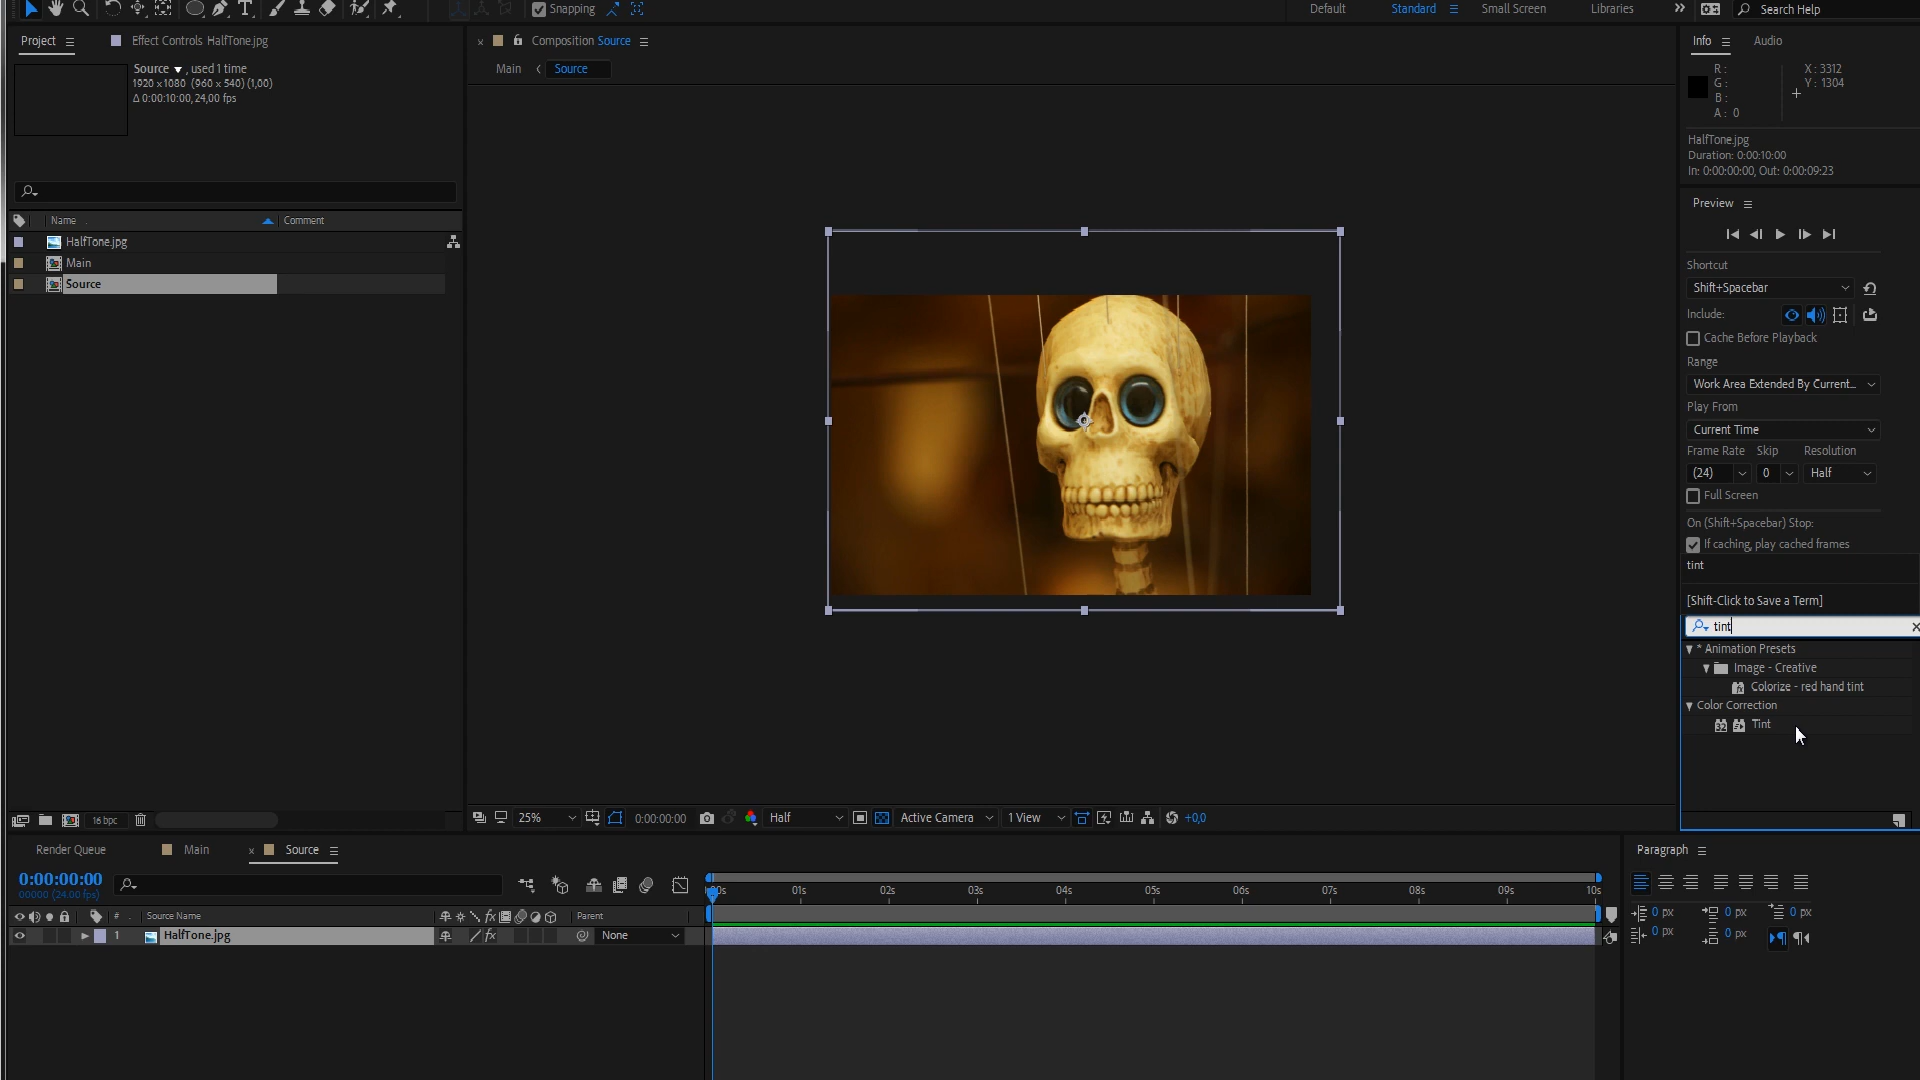 Snapping
Default
Standard
Small Screen
Libraries
Search Help
Project
Effect Controls HalfTone.jpg
Source , used 1 time
1920 x1080 (960 x 540) (1,00)
Δ 0:00:10:00, 24,00 fps
Name
Comment
HalfTone.jpg
Main
Source
16 bpc
Composition Source
Main
Source
25%
0:00:00:00
Half
Active Camera
1 View
+0,0
Info
Audio
R :
G :
B :
A : 0
X : 3312
Y : 1304
HalfTone.jpg
Duration: 0:00:10:00
In: 0:00:00:00, Out: 0:00:09:23
Preview
Shortcut
Shift+Spacebar
Include:
Cache Before Playback
Range
Work Area Extended By Current...
Play From
Current Time
Frame Rate Skip Resolution
(24) 0 Half
Full Screen
On (Shift+Spacebar) Stop:
If caching, play cached frames
tint
[Shift-Click to Save a Term]
tint
* Animation Presets
Image - Creative
Colorize - red hand tint
Color Correction
32 Tint
Render Queue
Main
Source
0:00:00:00
00000 (24.00 fps)
# Source Name
fx
Parent
1 HalfTone.jpg
fx
None
00s 01s 02s 03s 04s 05s 06s 07s 08s 09s 10s
Paragraph
0 px 0 px 0 px
0 px 0 px